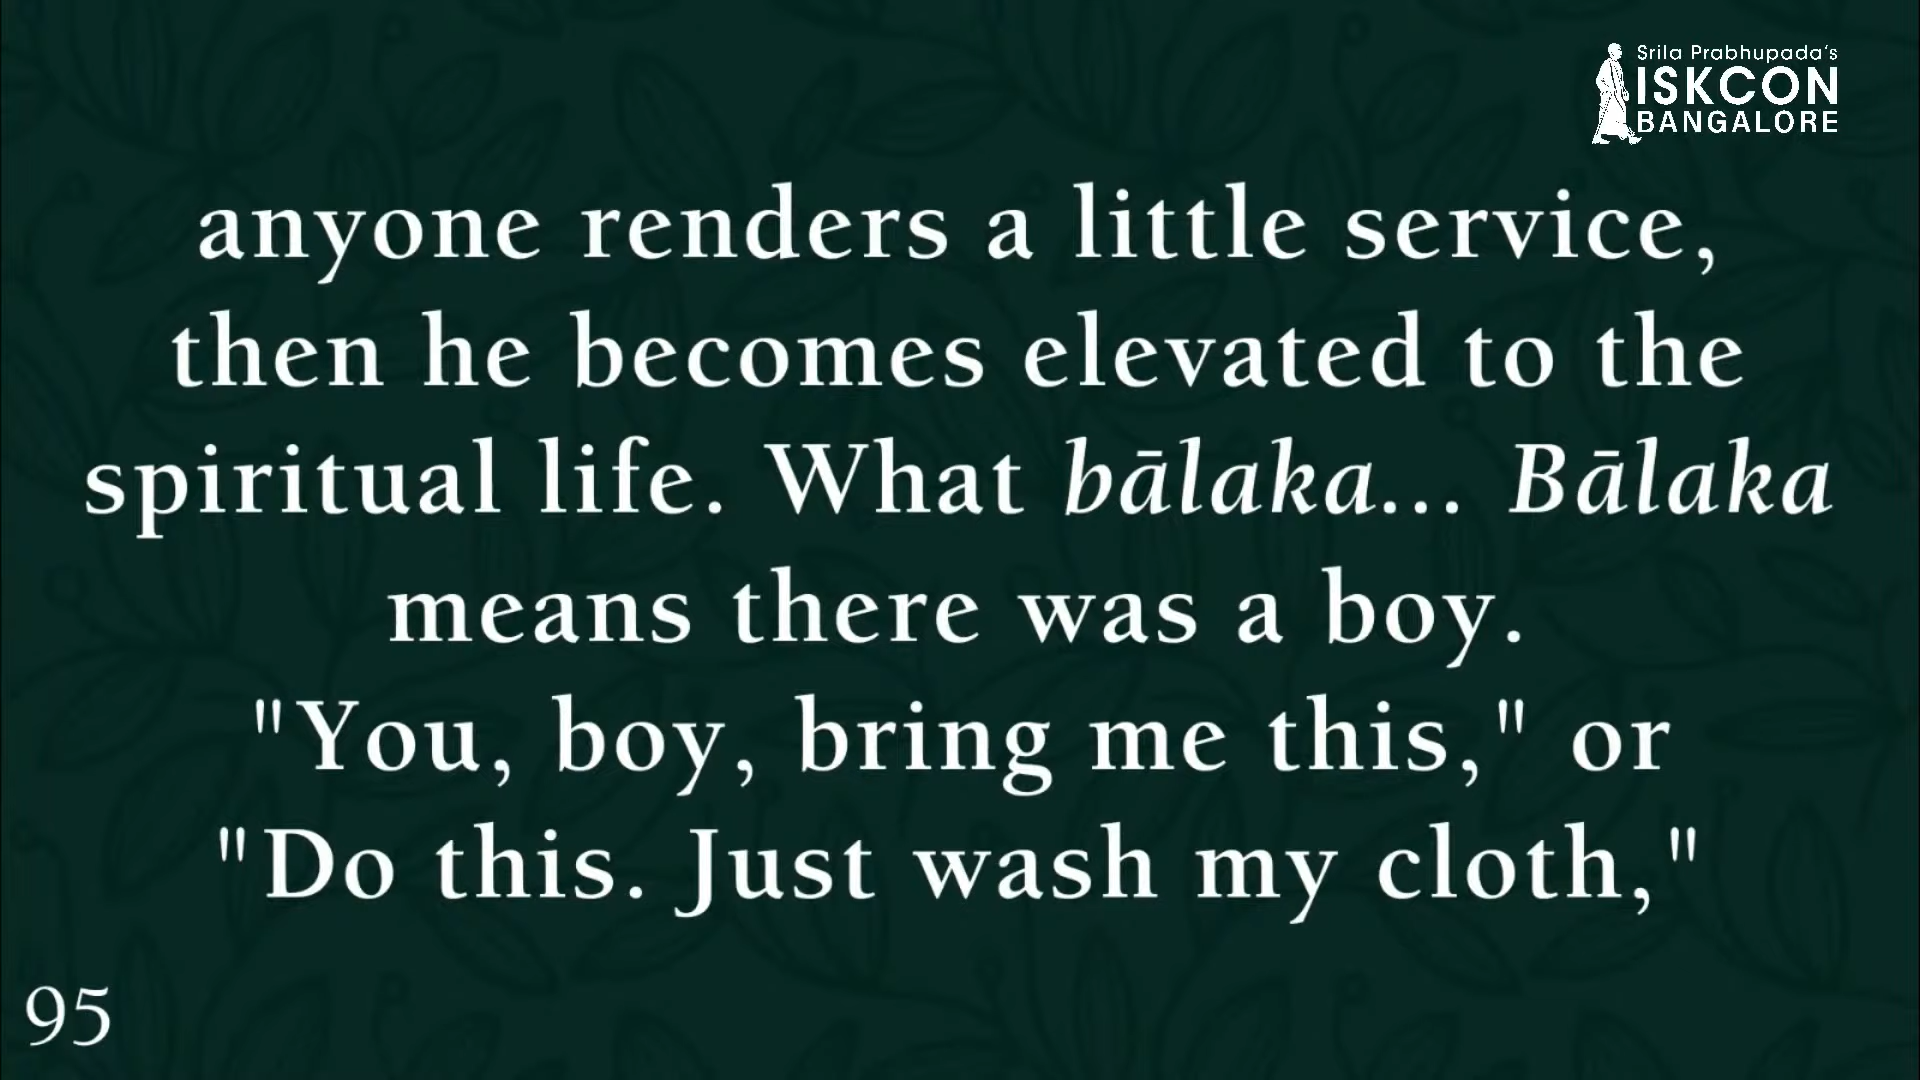 Srila Prabhupada's
ISKCON
BANGALORE
anyone renders a little service,
then he becomes elevated to the
spiritual life. What bālaka... Bālaka
means there was a boy.
"You, boy, bring me this," or
"Do this. Just wash my cloth,"
95